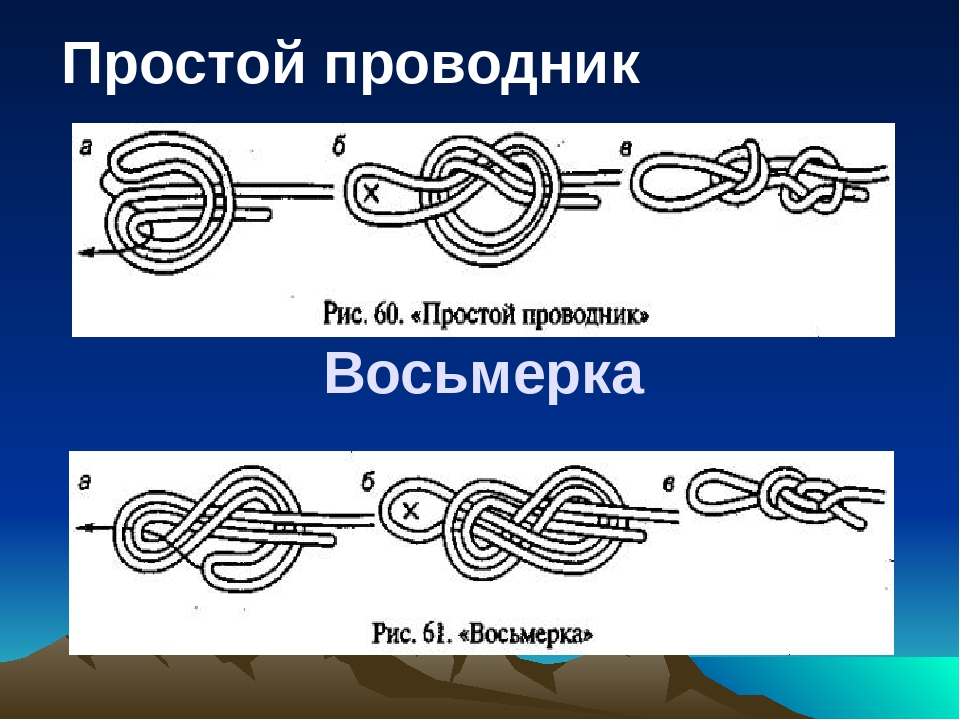 Простой проводник
а б в
Рис. 60. «Простой проводник»
Восьмерка
а б в
Рис. 61. «Восьмерка»